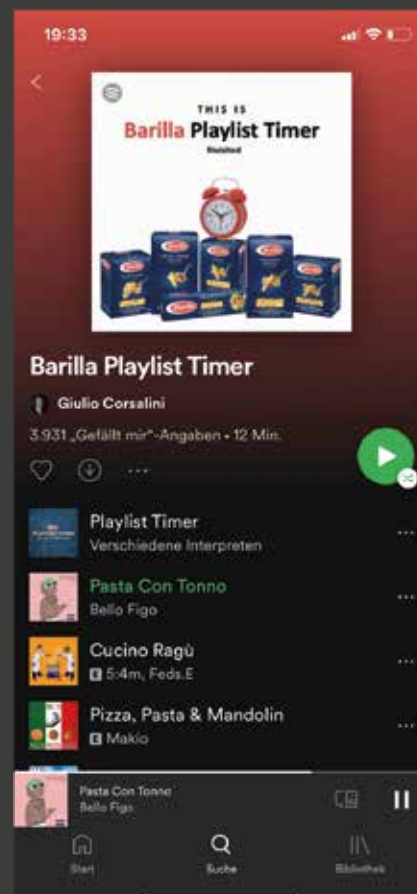 19:33
THIS IS
Barilla Playlist Timer
Barilla Playlist Timer
Giulio Corsalini
3.931 „Gefällt mir"-Angaben • 12 Min.
Playlist Timer
Verschiedene Interpreten
Pasta Con Tonno
Bello Figo
Cucino Ragù
E 5:4m, Feds.E
Pizza, Pasta & Mandolin
E Makio
Pasta Con Tonno
Bello Figo
Start
Suche
Bibliothek